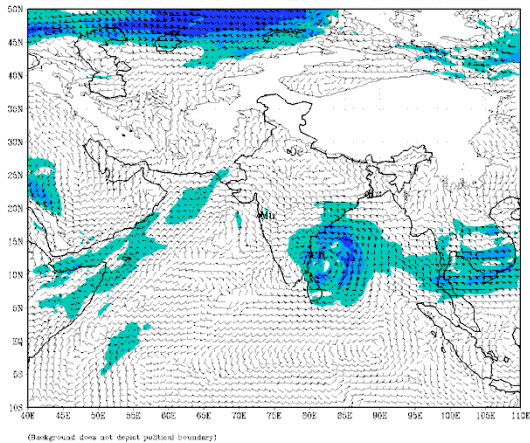 50N
45N
40N
35N
30N
25N
20N
15N
10N
5N
EQ
5S
10S
40E 45E 50E 55E 60E 65E 70E 75E 80E 85E 90E 95E 100E 105E 110E
(Background does not depict political boundary)